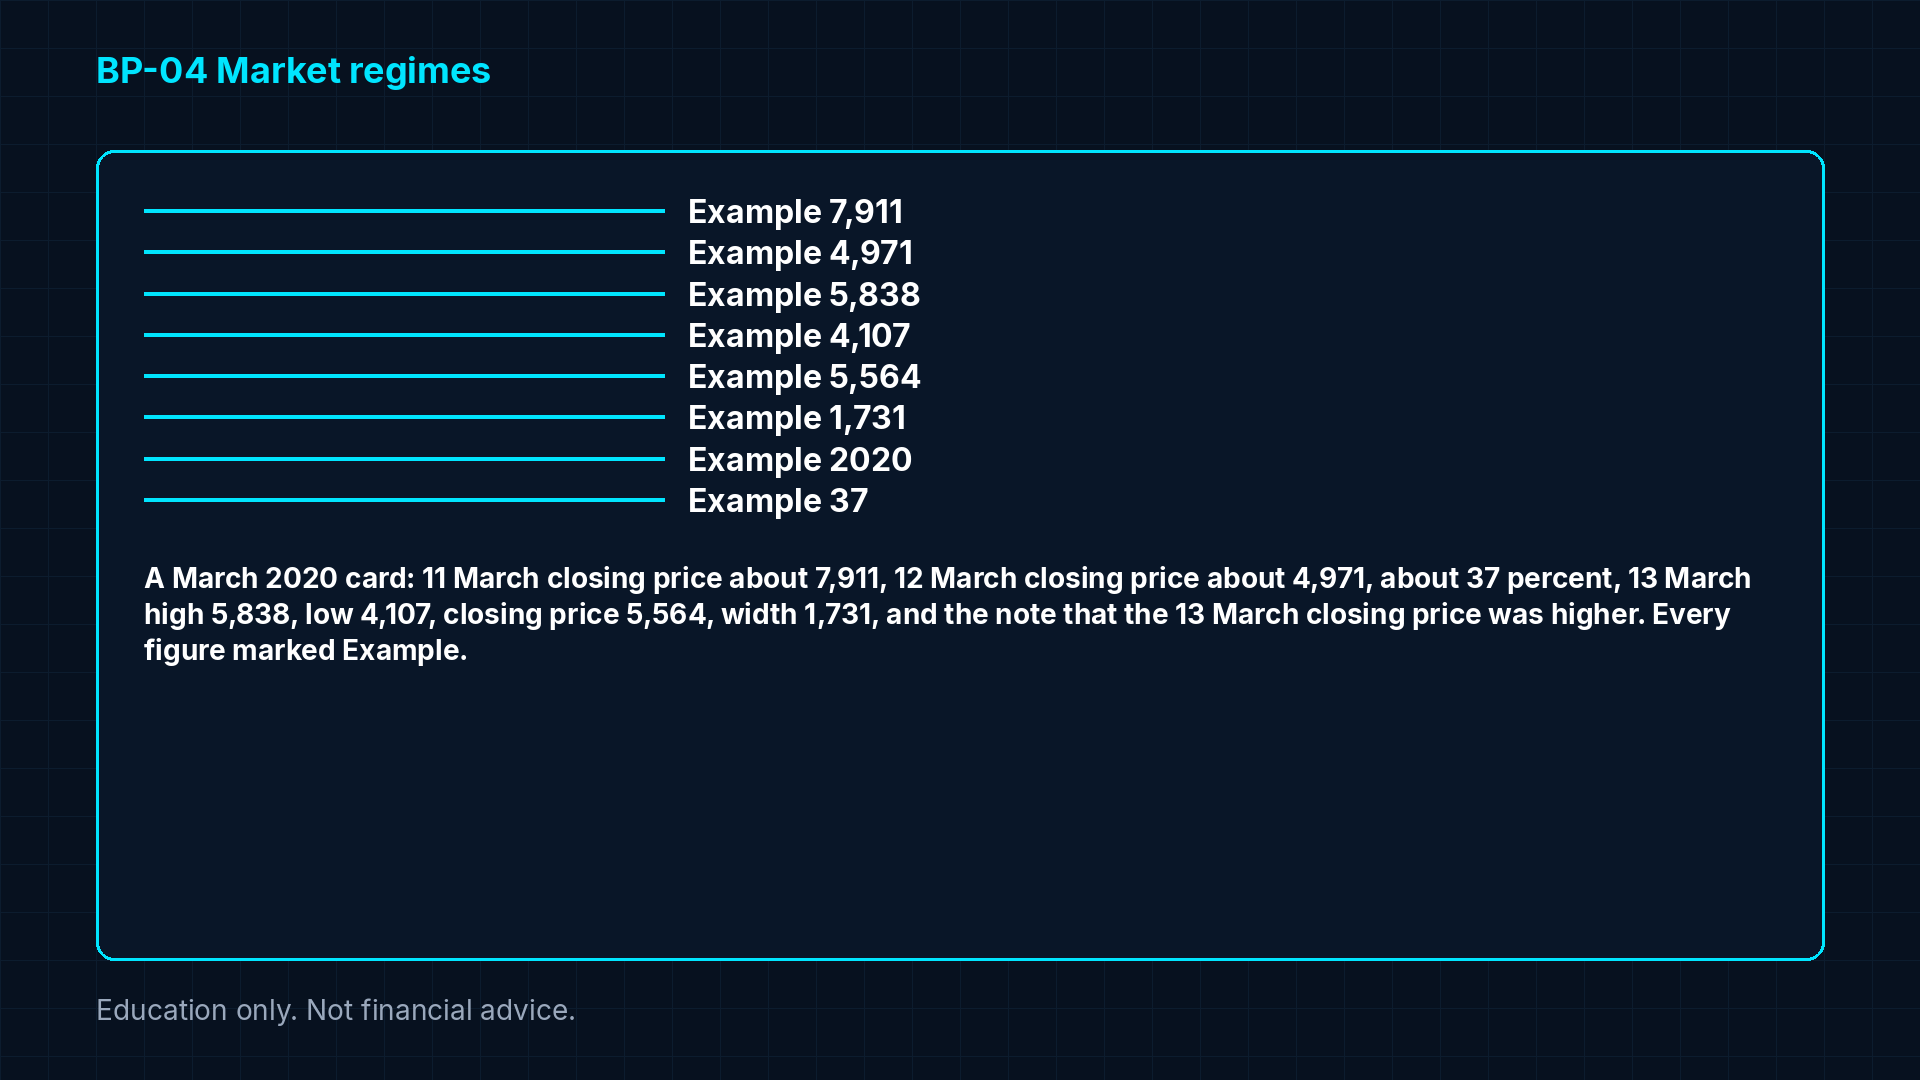 BP-04 Market regimes
Example 7,911
Example 4,971
Example 5,838
Example 4,107
Example 5,564
Example 1,731
Example 2020
Example 37
A March 2020 card: 11 March closing price about 7,911, 12 March closing price about 4,971, about 37 percent, 13 March
high 5,838, low 4,107, closing price 5,564, width 1,731, and the note that the 13 March closing price was higher. Every
figure marked Example.
Education only. Not financial advice.